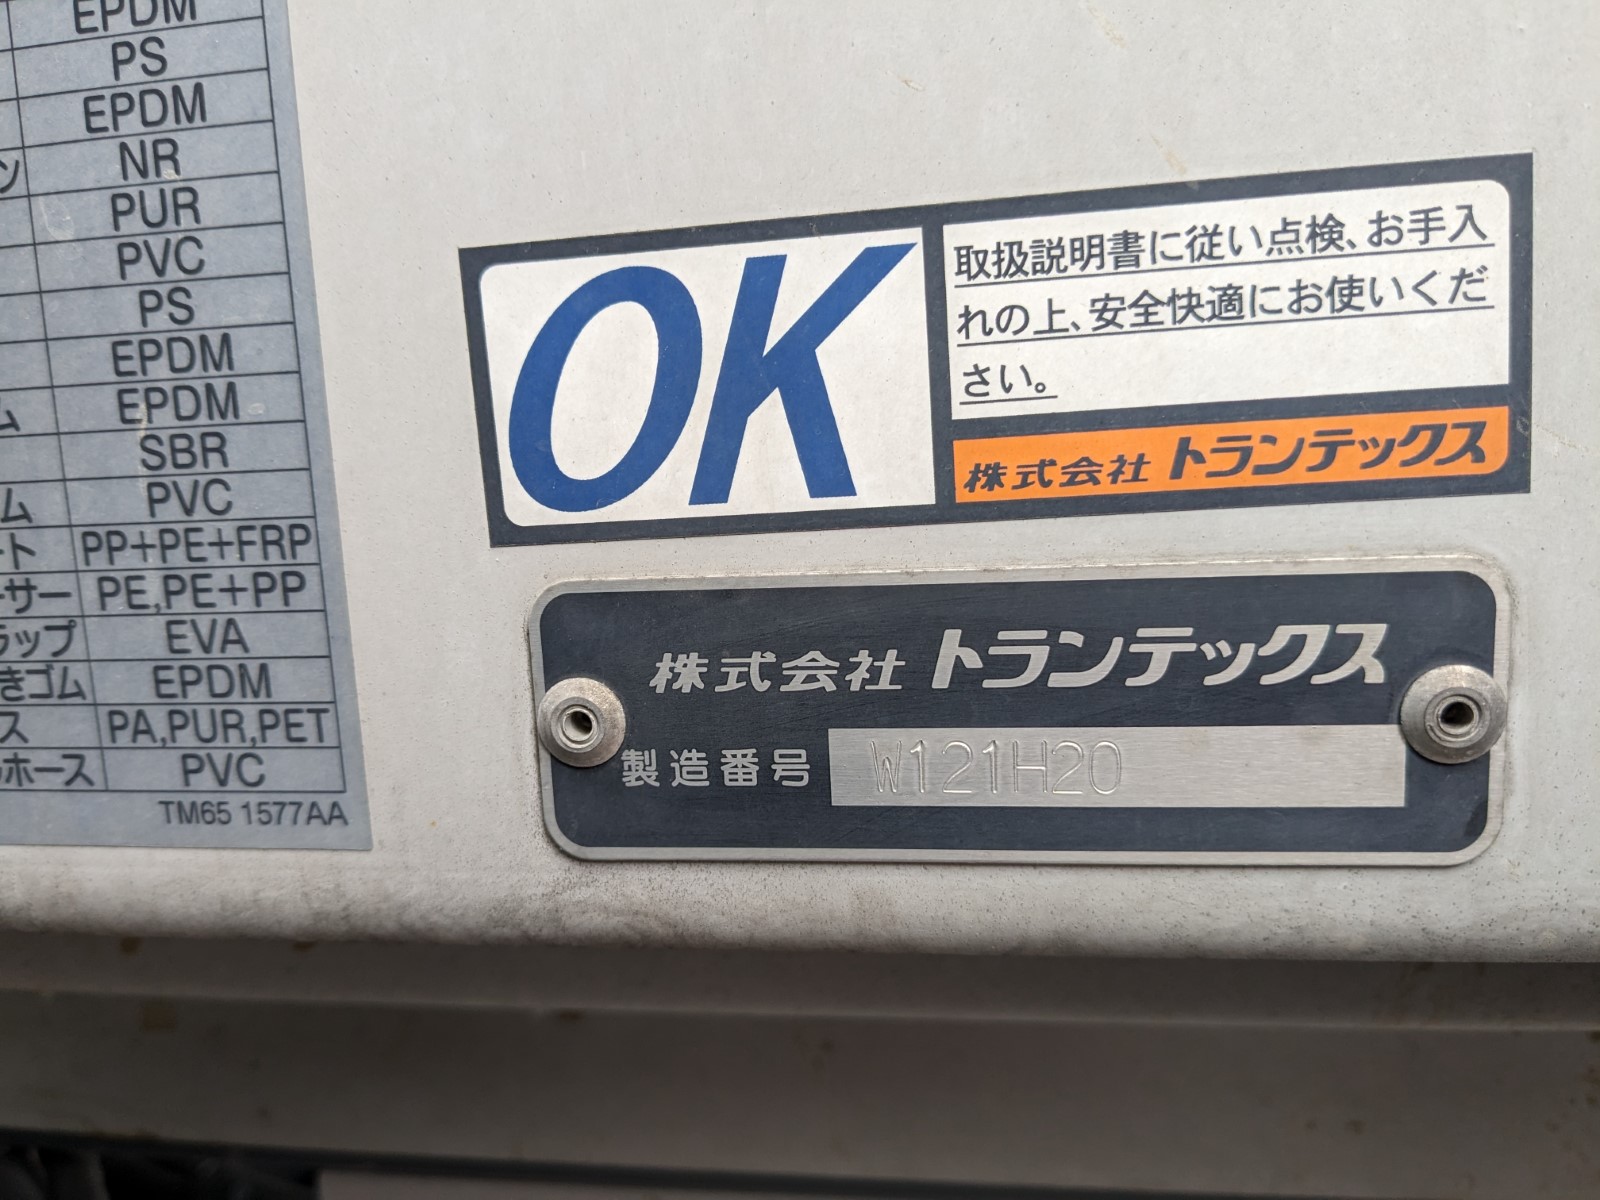 EPDM
PS
EPDM
ン NR
PUR
PVC
PS
EPDM
ム EPDM
SBR
ム PVC
ート PP+PE+FRP
ーサー PE,PE+PP
ラップ EVA
きゴム EPDM
ス PA,PUR,PET
ホース PVC
TM65 1577AA
OK
取扱説明書に従い点検、お手入
れの上、安全快適にお使いくだ
さい。
株式会社 トランテックス
株式会社 トランテックス
製造番号 W121H20